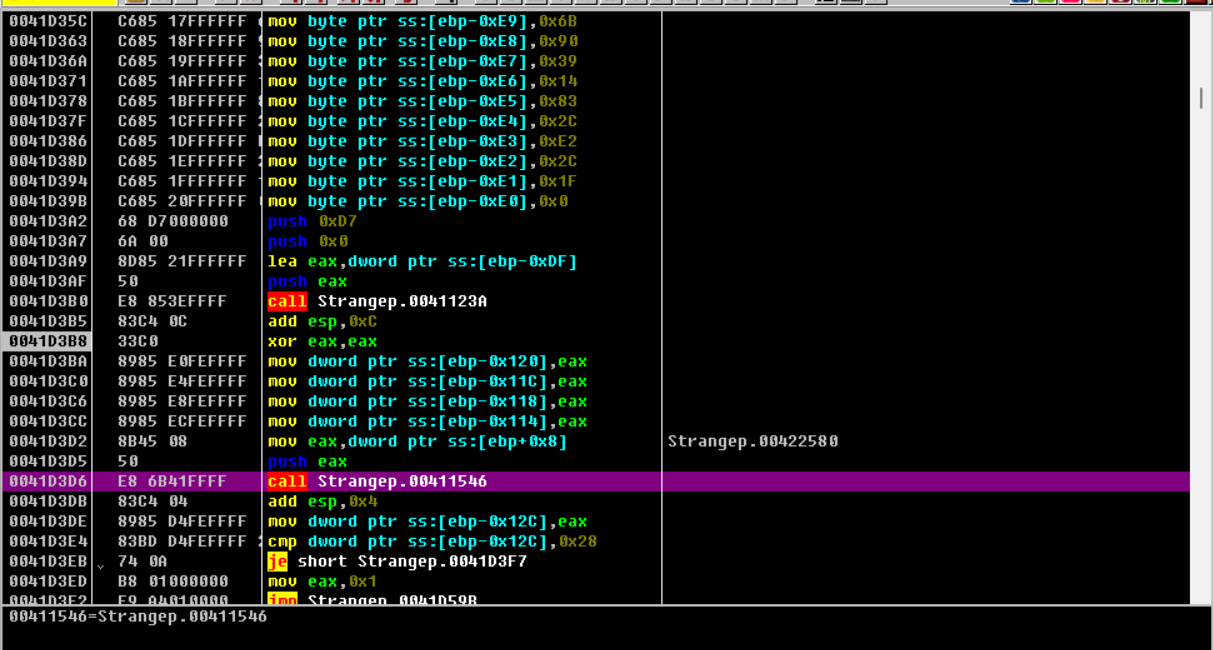 0041D35C C685 17FFFFFF mov byte ptr ss:[ebp-0xE9],0x6B
0041D363 C685 18FFFFFF mov byte ptr ss:[ebp-0xE8],0x90
0041D36A C685 19FFFFFF mov byte ptr ss:[ebp-0xE7],0x39
0041D371 C685 1AFFFFFF mov byte ptr ss:[ebp-0xE6],0x14
0041D378 C685 1BFFFFFF mov byte ptr ss:[ebp-0xE5],0x83
0041D37F C685 1CFFFFFF mov byte ptr ss:[ebp-0xE4],0x2C
0041D386 C685 1DFFFFFF mov byte ptr ss:[ebp-0xE3],0xE2
0041D38D C685 1EFFFFFF mov byte ptr ss:[ebp-0xE2],0x2C
0041D394 C685 1FFFFFFF mov byte ptr ss:[ebp-0xE1],0x1F
0041D39B C685 20FFFFFF mov byte ptr ss:[ebp-0xE0],0x0
0041D3A2 68 D7000000 push 0xD7
0041D3A7 6A 00 push 0x0
0041D3A9 8D85 21FFFFFF lea eax,dword ptr ss:[ebp-0xDF]
0041D3AF 50 push eax
0041D3B0 E8 853EFFFF call Strangep.0041123A
0041D3B5 83C4 0C add esp,0xC
0041D3B8 33C0 xor eax,eax
0041D3BA 8985 E0FEFFFF mov dword ptr ss:[ebp-0x120],eax
0041D3C0 8985 E4FEFFFF mov dword ptr ss:[ebp-0x11C],eax
0041D3C6 8985 E8FEFFFF mov dword ptr ss:[ebp-0x118],eax
0041D3CC 8985 ECFEFFFF mov dword ptr ss:[ebp-0x114],eax
0041D3D2 8B45 08 mov eax,dword ptr ss:[ebp+0x8] Strangep.00422580
0041D3D5 50 push eax
0041D3D6 E8 6B41FFFF call Strangep.00411546
0041D3DB 83C4 04 add esp,0x4
0041D3DE 8985 D4FEFFFF mov dword ptr ss:[ebp-0x12C],eax
0041D3E4 83BD D4FEFFFF cmp dword ptr ss:[ebp-0x12C],0x28
0041D3EB 74 0A je short Strangep.0041D3F7
0041D3ED B8 01000000 mov eax,0x1
0041D3F2 E9 A4010000 jmp Strangep.0041D59B
00411546=Strangep.00411546